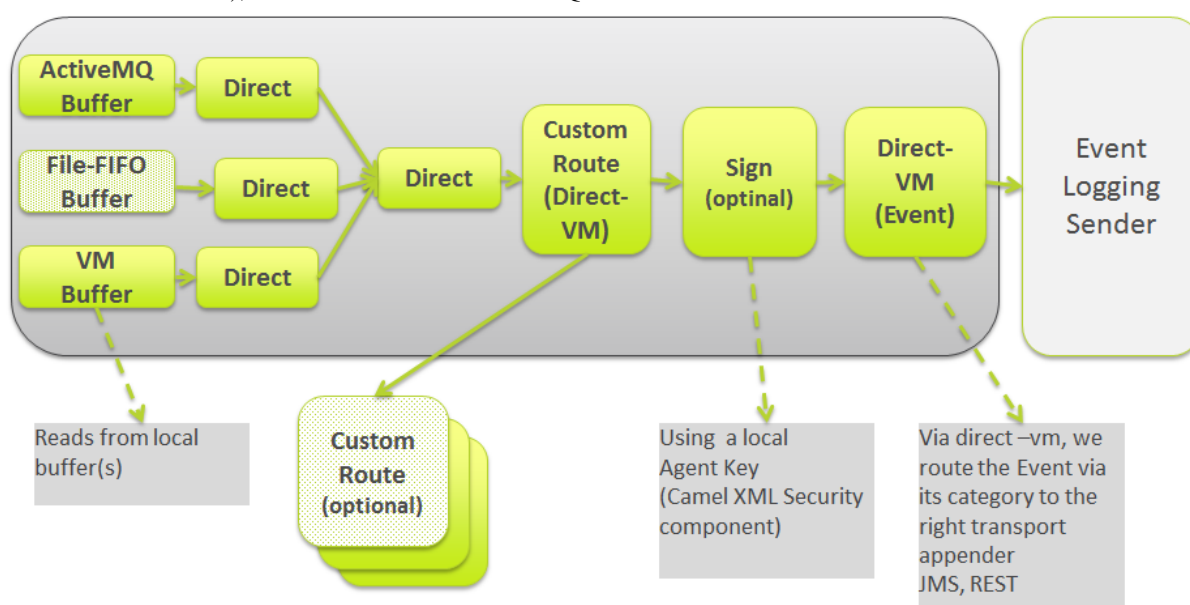 ActiveMQ
Buffer
Direct
File-FIFO
Buffer
Direct
VM
Buffer
Direct
Direct
Custom
Route
(Direct-
VM)
Sign
(optinal)
Direct-
VM
(Event)
Event
Logging
Sender
Reads from local
buffer(s)
Custom
Route
(optional)
Using a local
Agent Key
(Camel XML Security
component)
Via direct –vm, we
route the Event via
its category to the
right transport
appender
JMS, REST